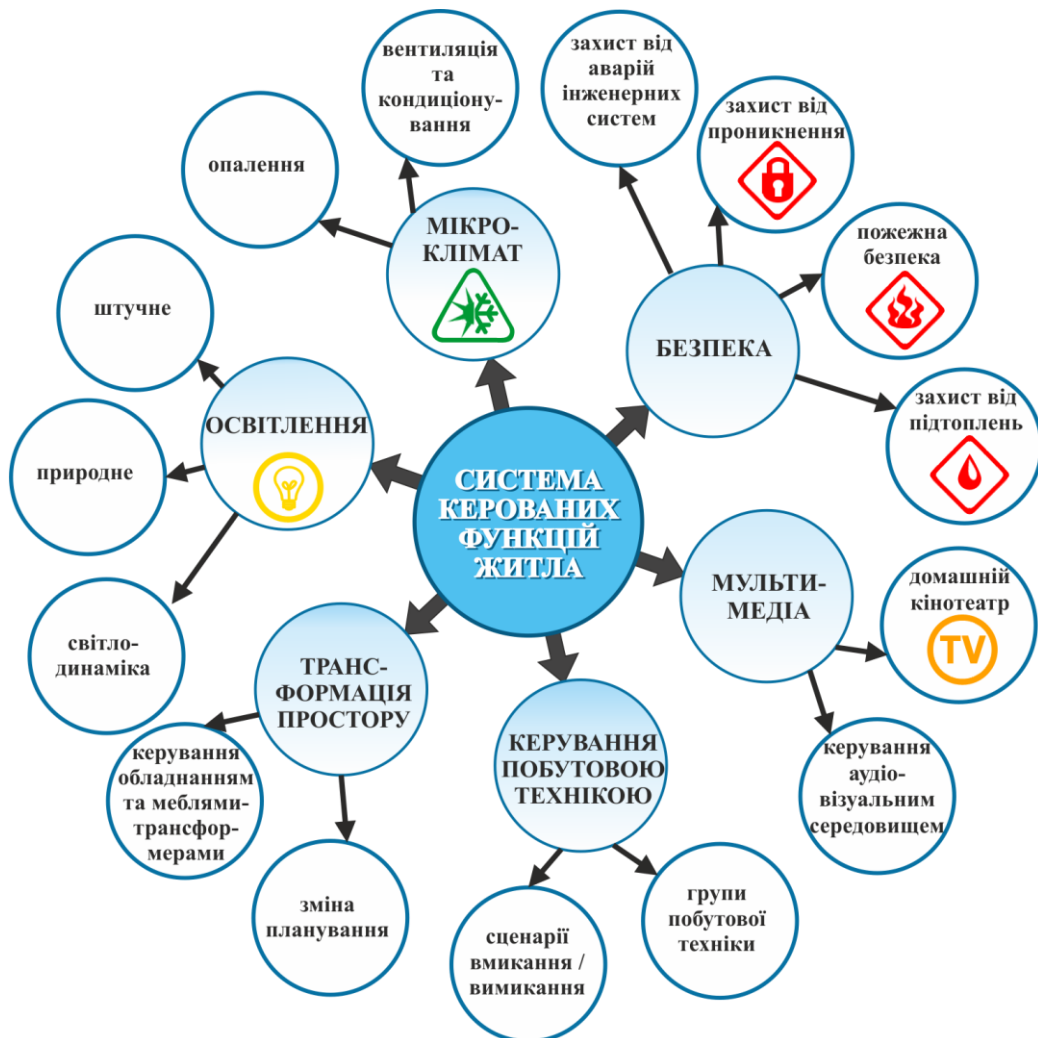 СИСТЕМА
КЕРОВАНИХ
ФУНКЦІЙ
ЖИТЛА
МІКРО-
КЛІМАТ
вентиляція
та
кондиціону-
вання
опалення
БЕЗПЕКА
захист від
аварій
інженерних
систем
захист від
проникнення
пожежна
безпека
захист від
підтоплень
МУЛЬТИ-
МЕДІА
домашній
кінотеатр
TV
керування
аудіо-
візуальним
середовищем
КЕРУВАННЯ
ПОБУТОВОЮ
ТЕХНІКОЮ
групи
побутової
техніки
сценарії
вмикання /
вимикання
ТРАНС-
ФОРМАЦІЯ
ПРОСТОРУ
зміна
планування
керування
обладнанням
та меблями-
трансфор-
мерами
ОСВІТЛЕННЯ
штучне
природне
світло-
динаміка